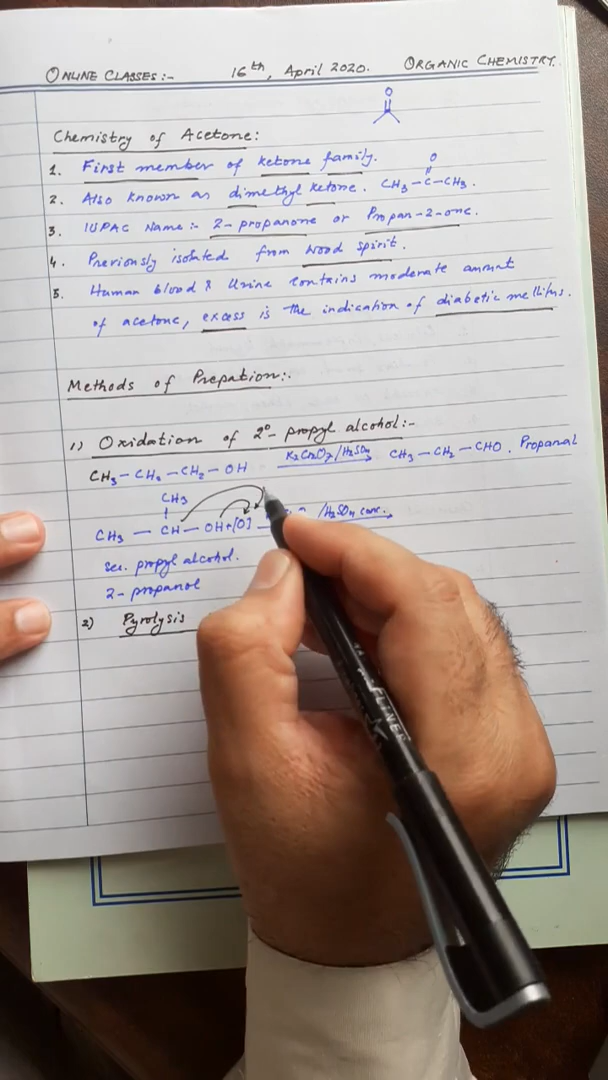 ONLINE CLASSES:- 16th, April 2020. ORGANIC CHEMISTRY.
O
Chemistry of Acetone:
1. First member of ketone family.
O
2. Also known as dimethyl ketone. CH3-C-CH3.
3. IUPAC Name:- 2-propanone or Propan-2-one.
4. Previously isolated from wood spirit.
5. Human blood & Urine contains moderate amount
of acetone, excess is the indication of diabetic mellitus.
Methods of Prepation:-
1) Oxidation of 2°- propyl alcohol:-
CH3-CH2-CH2-OH K2Cr2O7/H2SO4 CH3-CH2-CHO. Propanal
CH3
CH3-CH-OH+[O] /H2SO4 conc.
sec. propyl alcohol.
2-propanol
2) Pyrolysis